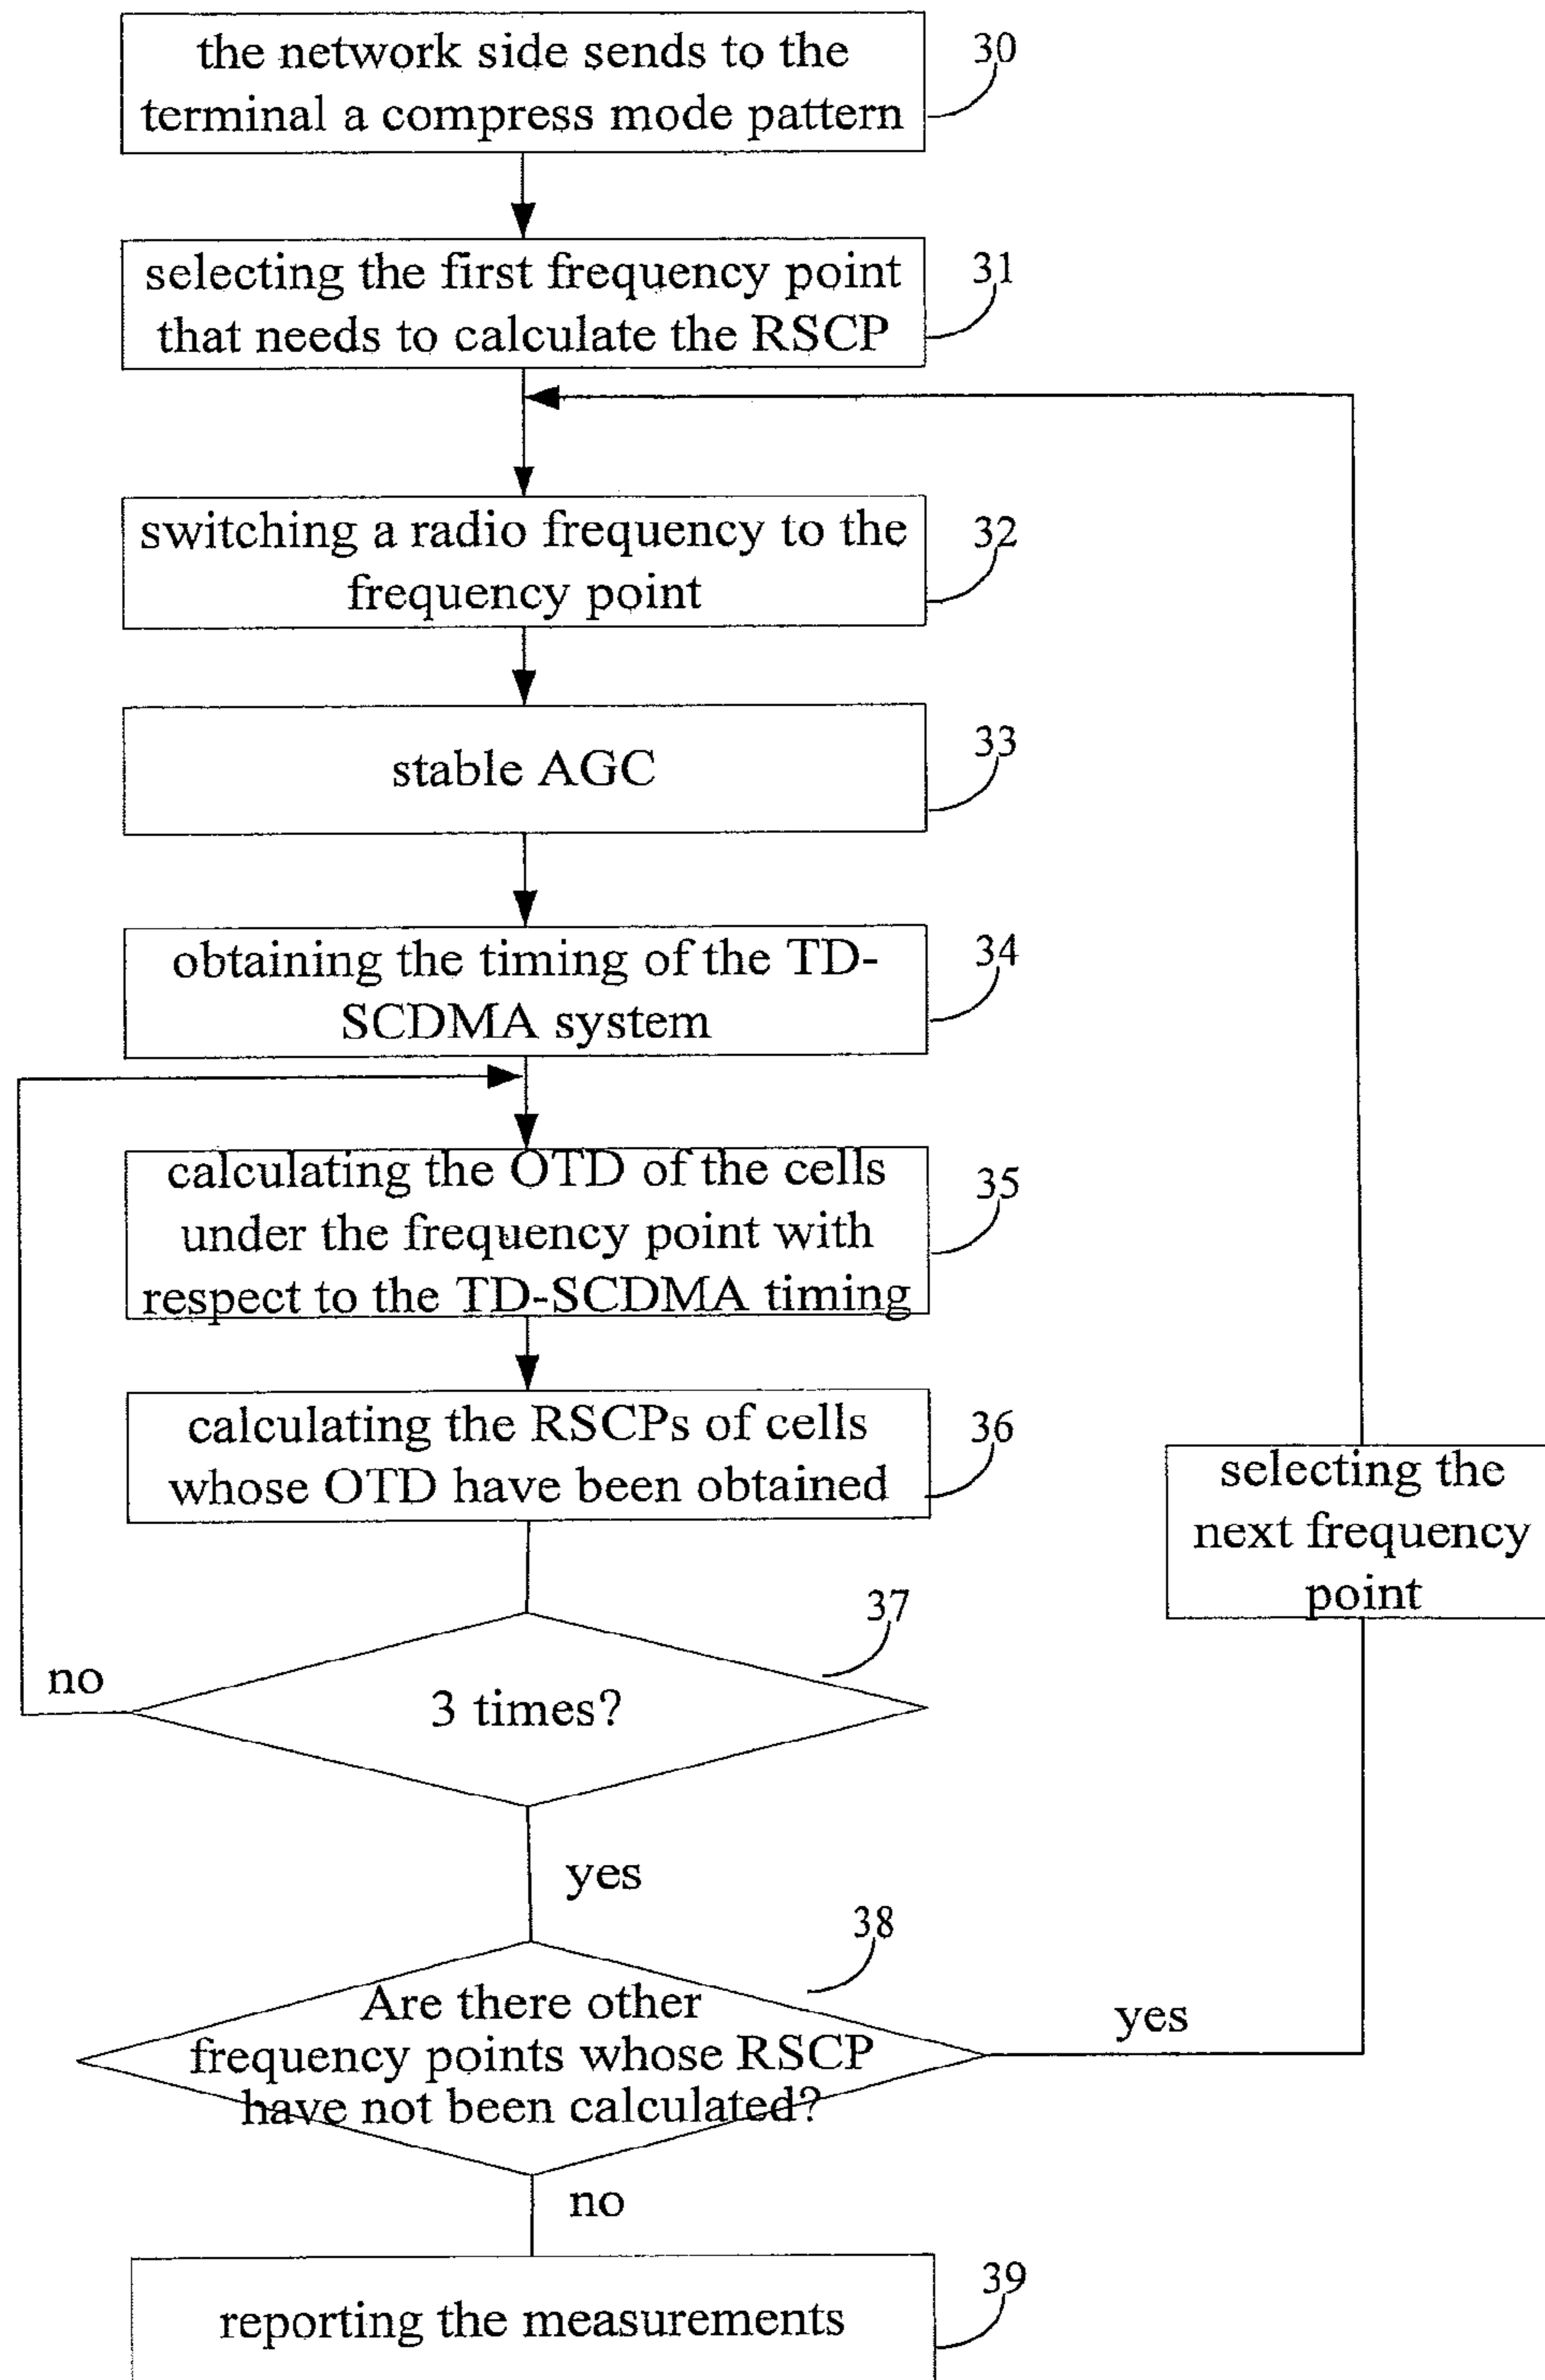 the network side sends to the
terminal a compress mode pattern
30
selecting the first frequency point
that needs to calculate the RSCP
31
switching a radio frequency to the
frequency point
32
stable AGC
33
obtaining the timing of the TD-
SCDMA system
34
calculating the OTD of the cells
under the frequency point with
respect to the TD-SCDMA timing
35
calculating the RSCPs of cells
whose OTD have been obtained
36
selecting the
next frequency
point
37
no
3 times?
yes
38
Are there other
frequency points whose RSCP
have not been calculated?
yes
no
reporting the measurements
39